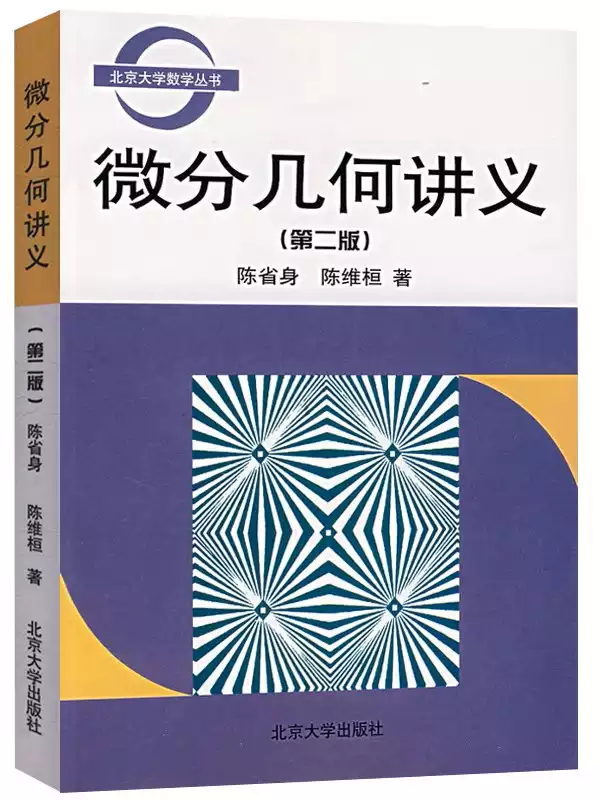 微分几何讲义
(第二版)
陈省身
陈维桓 著
北京大学出版社
北京大学数学丛书
微分几何讲义
(第二版)
陈省身 陈维桓 著
北京大学出版社